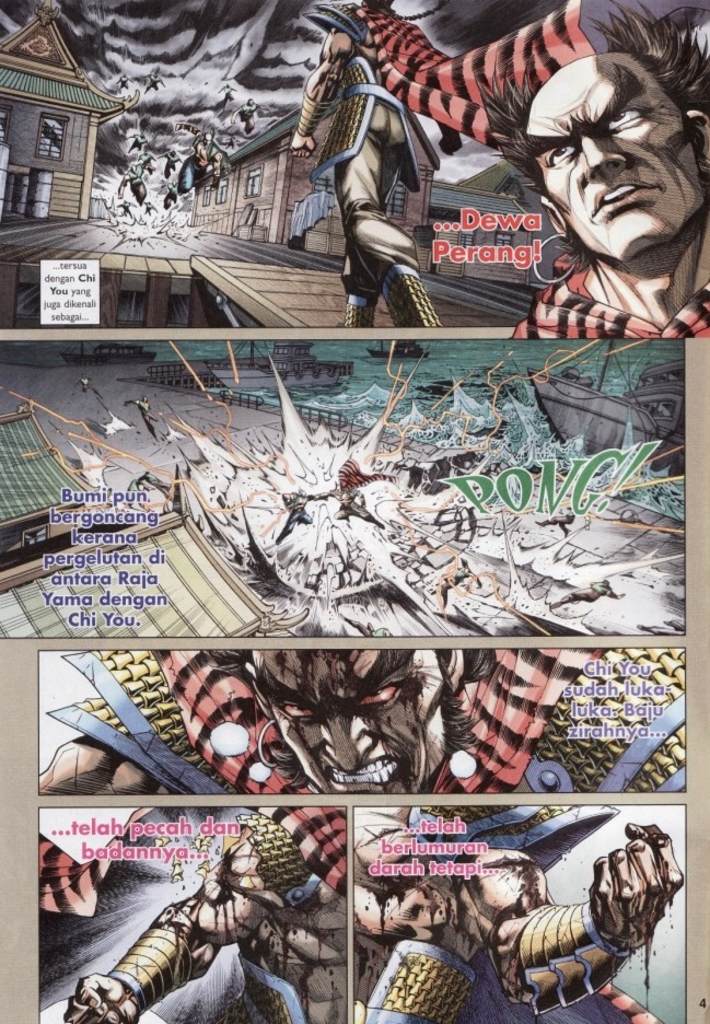 ...tersua
dengan Chi
You yang
juga dikenali
sebagai...
...Dewa
Perang!
PONG!
Bumi pun
bergoncang
kerana
pergelutan di
antara Raja
Yama dengan
Chi You.
Chi You
sudah luka-
luka. Baju
zirahnya...
...telah pecah dan
badannya...
...telah
berlumuran
darah tetapi...
4